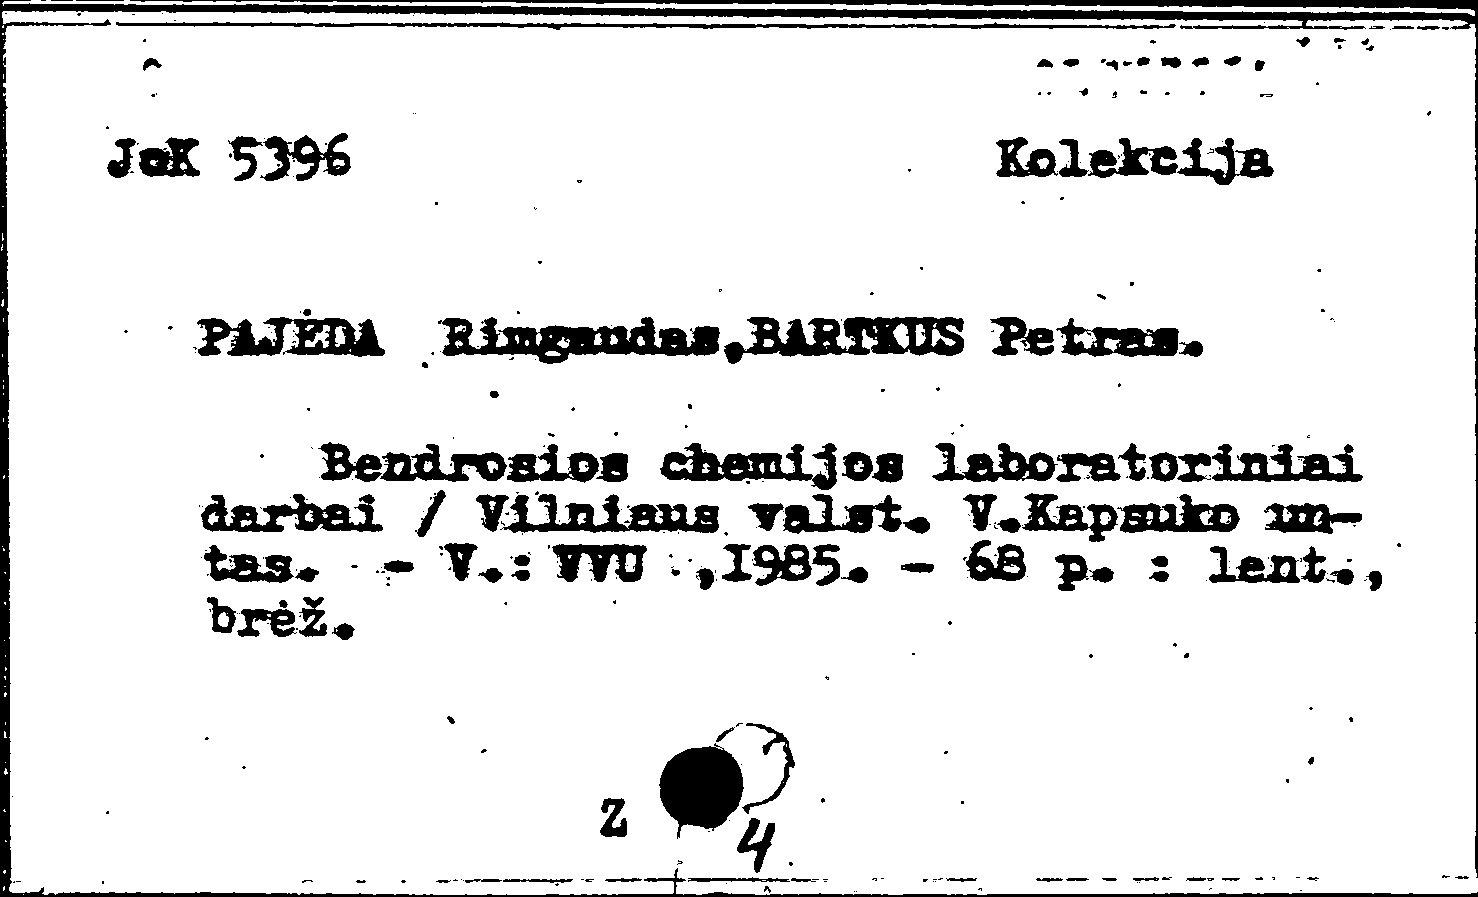 JoK 5396 Kolekcija
PAJĖDA Rimgaudas,BARTKUS Petras.
Bendrosios chemijos laboratoriniai
darbai / Vilniaus valst. V.Kapsuko un-
tas. - V.: VVU ,1985. - 68 p. : lent.,
brėž.
Z 4